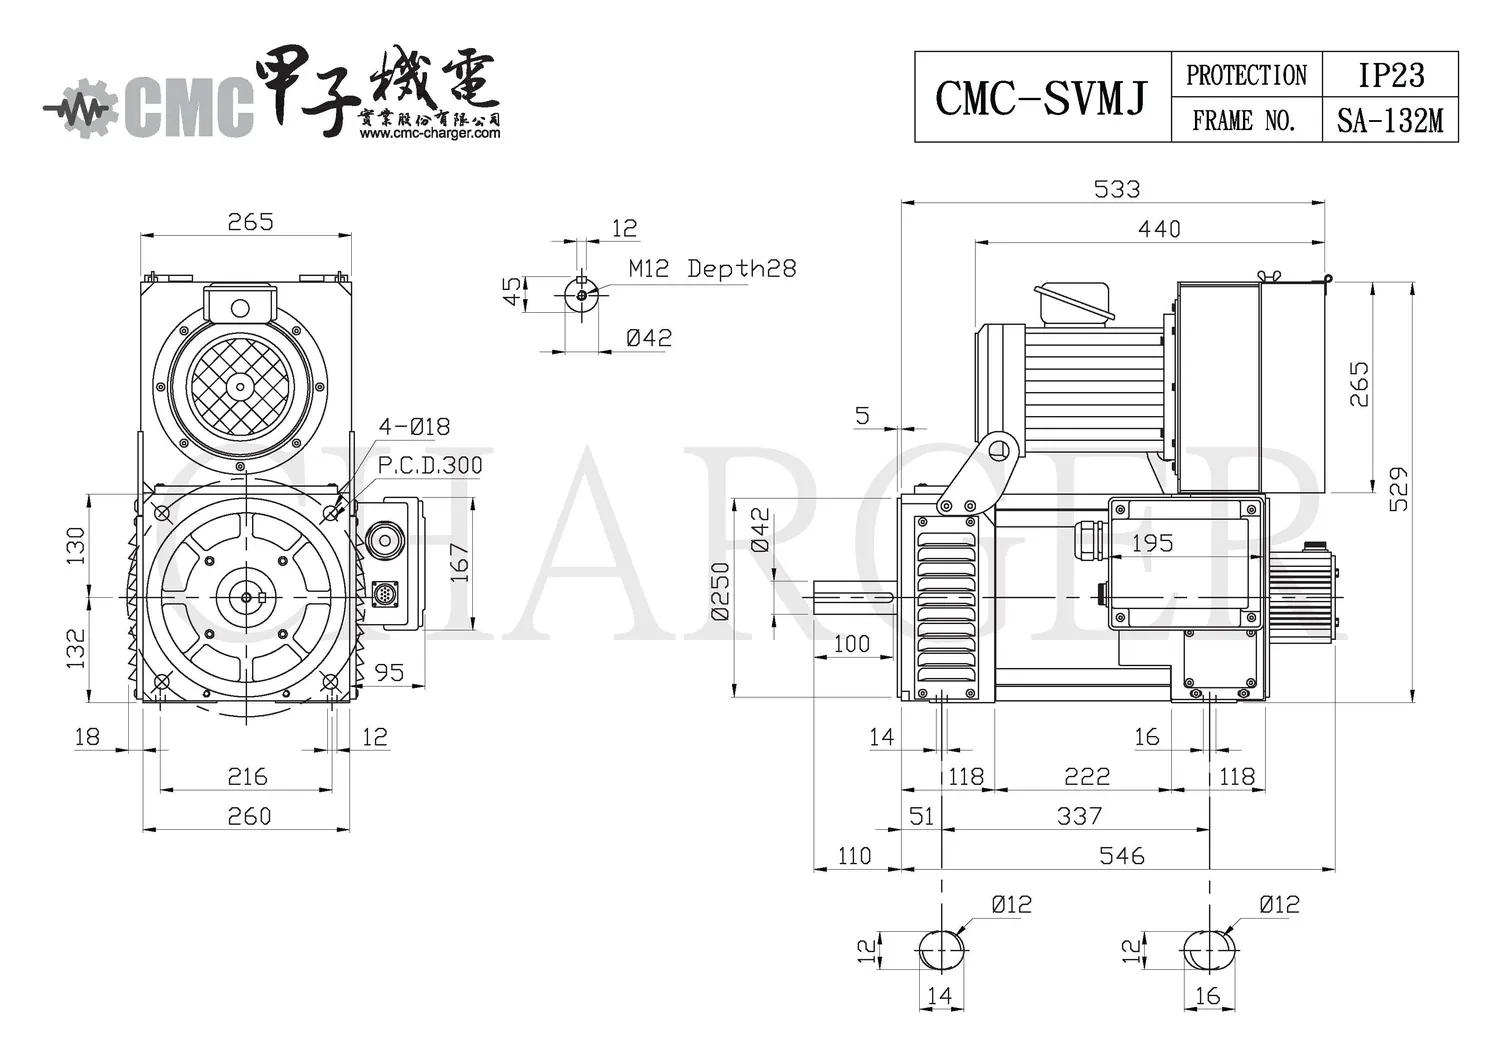 CMC 甲子機電
實業股份有限公司
www.cmc-charger.com
CMC-SVMJ
PROTECTION
IP23
FRAME NO.
SA-132M
265
12
M12 Depth28
45
Ø42
4-Ø18
P.C.D.300
130
132
167
95
18
12
216
260
533
440
5
265
529
Ø42
195
Ø250
100
14
16
118
222
118
51
337
110
546
Ø12
12
14
Ø12
12
16
CHARGER